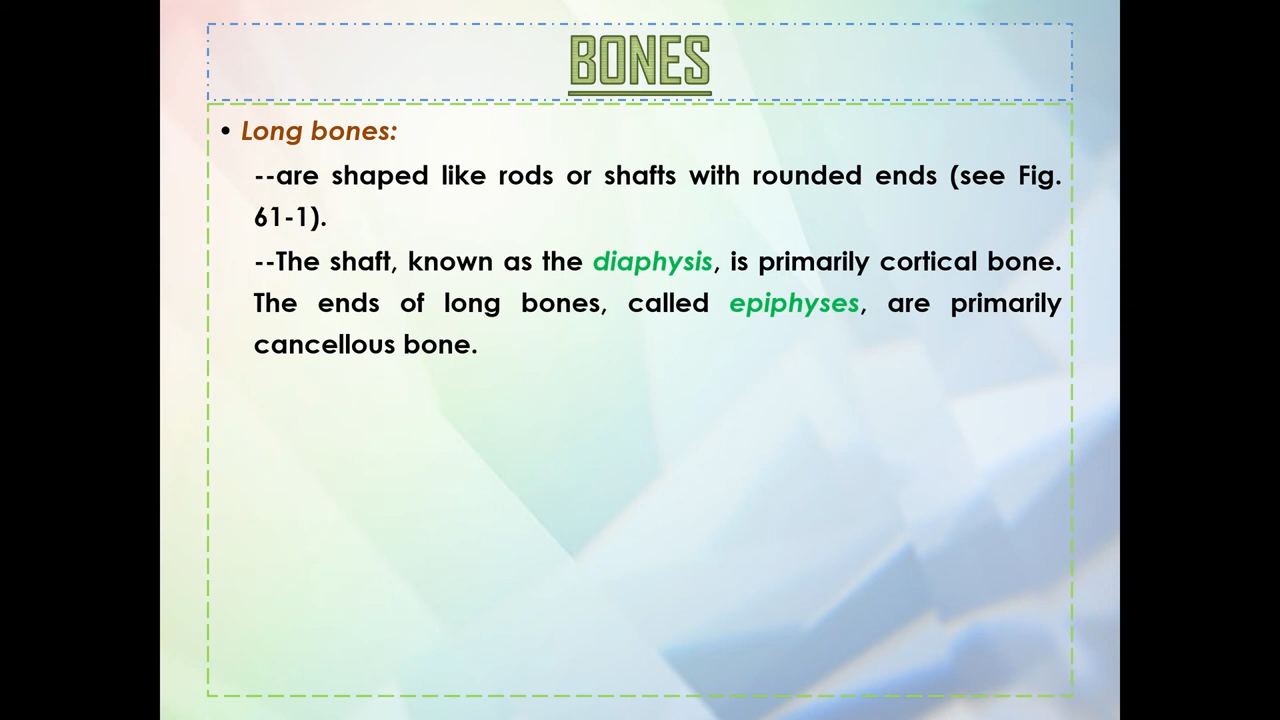 BONES
• Long bones:
--are shaped like rods or shafts with rounded ends (see Fig.
61-1).
--The shaft, known as the diaphysis, is primarily cortical bone.
The ends of long bones, called epiphyses, are primarily
cancellous bone.